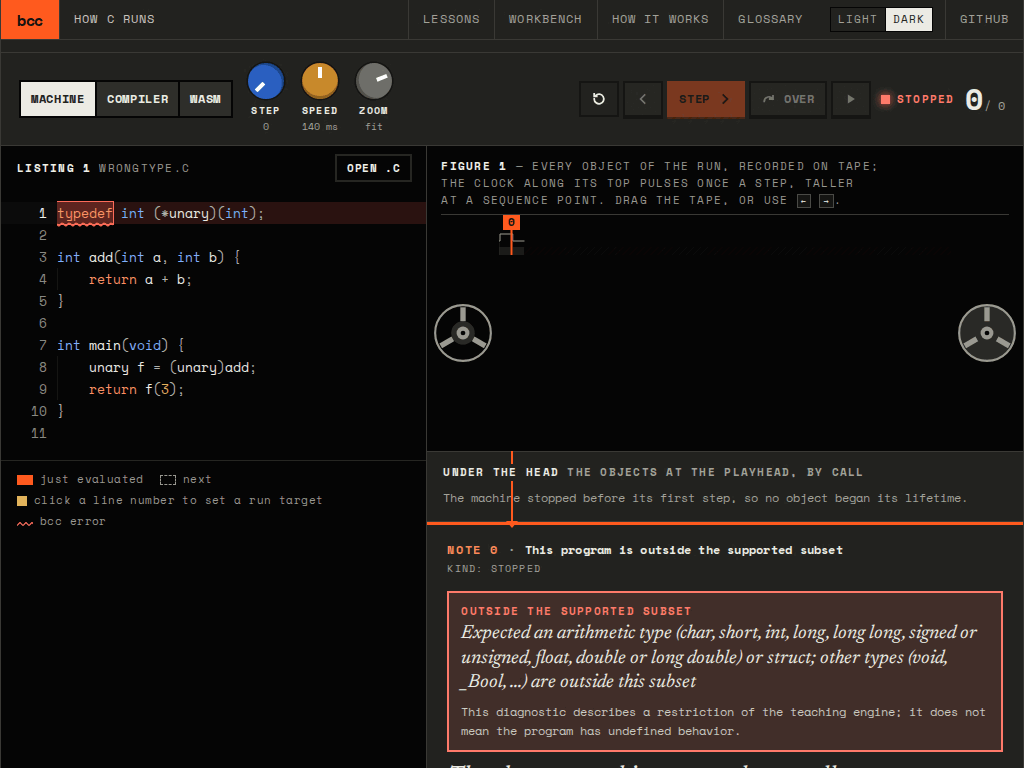 bcc HOW C RUNS LESSONS WORKBENCH HOW IT WORKS GLOSSARY LIGHT DARK GITHUB
MACHINE COMPILER WASM
STEP SPEED ZOOM
0 140 ms fit
STEP OVER STOPPED 0 / 0
LISTING 1 WRONGTYPE.C OPEN .C
1 typedef int (*unary)(int);
2
3 int add(int a, int b) {
4 return a + b;
5 }
6
7 int main(void) {
8 unary f = (unary)add;
9 return f(3);
10 }
11
just evaluated next
click a line number to set a run target
bcc error
FIGURE 1 — EVERY OBJECT OF THE RUN, RECORDED ON TAPE;
THE CLOCK ALONG ITS TOP PULSES ONCE A STEP, TALLER
AT A SEQUENCE POINT. DRAG THE TAPE, OR USE ← →.
0
UNDER THE HEAD THE OBJECTS AT THE PLAYHEAD, BY CALL
The machine stopped before its first step, so no object began its lifetime.
NOTE 0 · This program is outside the supported subset
KIND: STOPPED
OUTSIDE THE SUPPORTED SUBSET
Expected an arithmetic type (char, short, int, long, long long, signed or
unsigned, float, double or long double) or struct; other types (void,
_Bool, ...) are outside this subset
This diagnostic describes a restriction of the teaching engine; it does not
mean the program has undefined behavior.